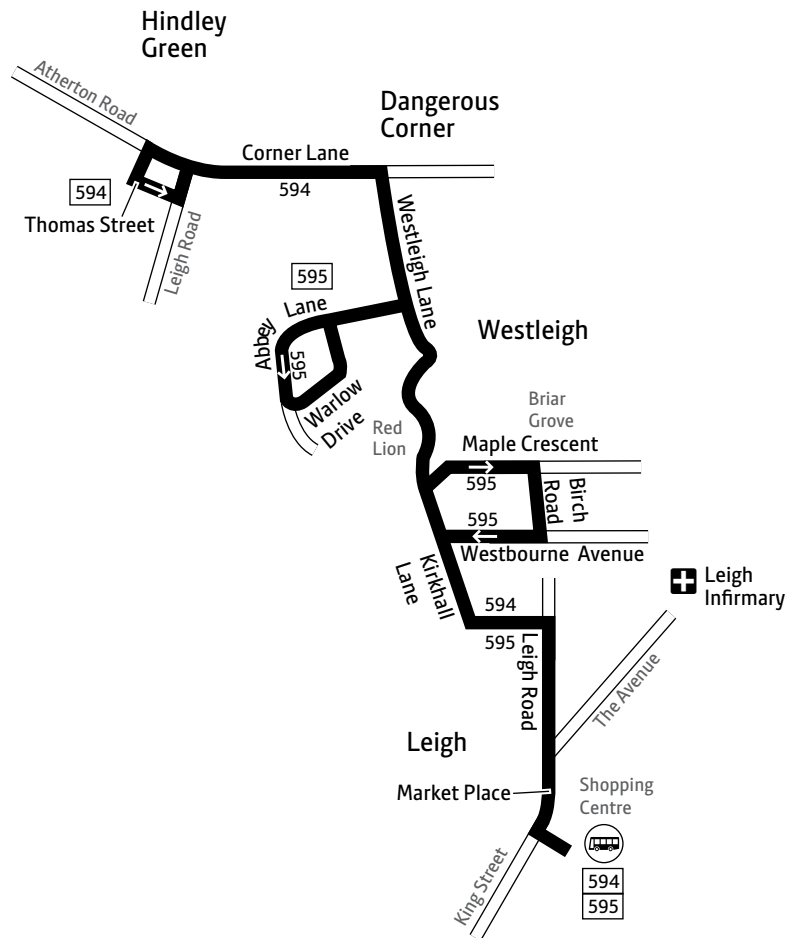 Hindley
Green
Atherton Road
Dangerous
Corner
Corner Lane
594
594
Thomas Street
Leigh Road
Westleigh Lane
595
Abbey Lane
595
Warlow
Drive
Westleigh
Red
Lion
Briar
Grove
Maple Crescent
595
Birch
Road
595
Westbourne Avenue
Kirkhall
Lane
Leigh
Infirmary
594
595
Leigh Road
The Avenue
Leigh
Market Place
Shopping
Centre
King Street
594
595